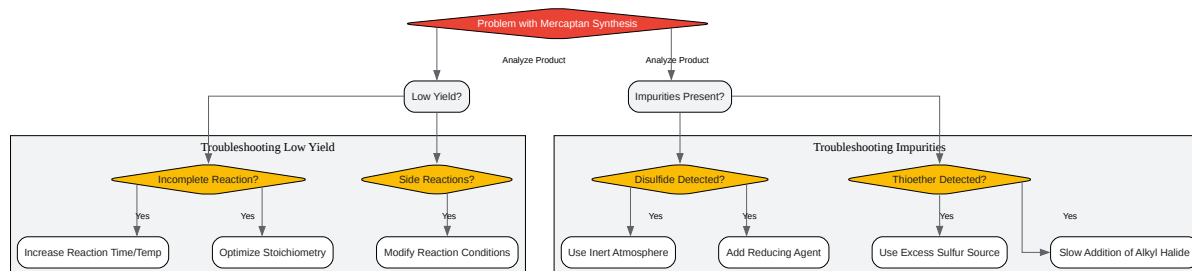 Problem with Mercaptan Synthesis
Analyze Product
Analyze Product
Low Yield?
Impurities Present?
Troubleshooting Low Yield
Troubleshooting Impurities
Incomplete Reaction?
Side Reactions?
Disulfide Detected?
Thioether Detected?
Yes
Yes
Yes
Yes
Yes
Yes
Yes
Increase Reaction Time/Temp
Optimize Stoichiometry
Modify Reaction Conditions
Use Inert Atmosphere
Add Reducing Agent
Use Excess Sulfur Source
Slow Addition of Alkyl Halide